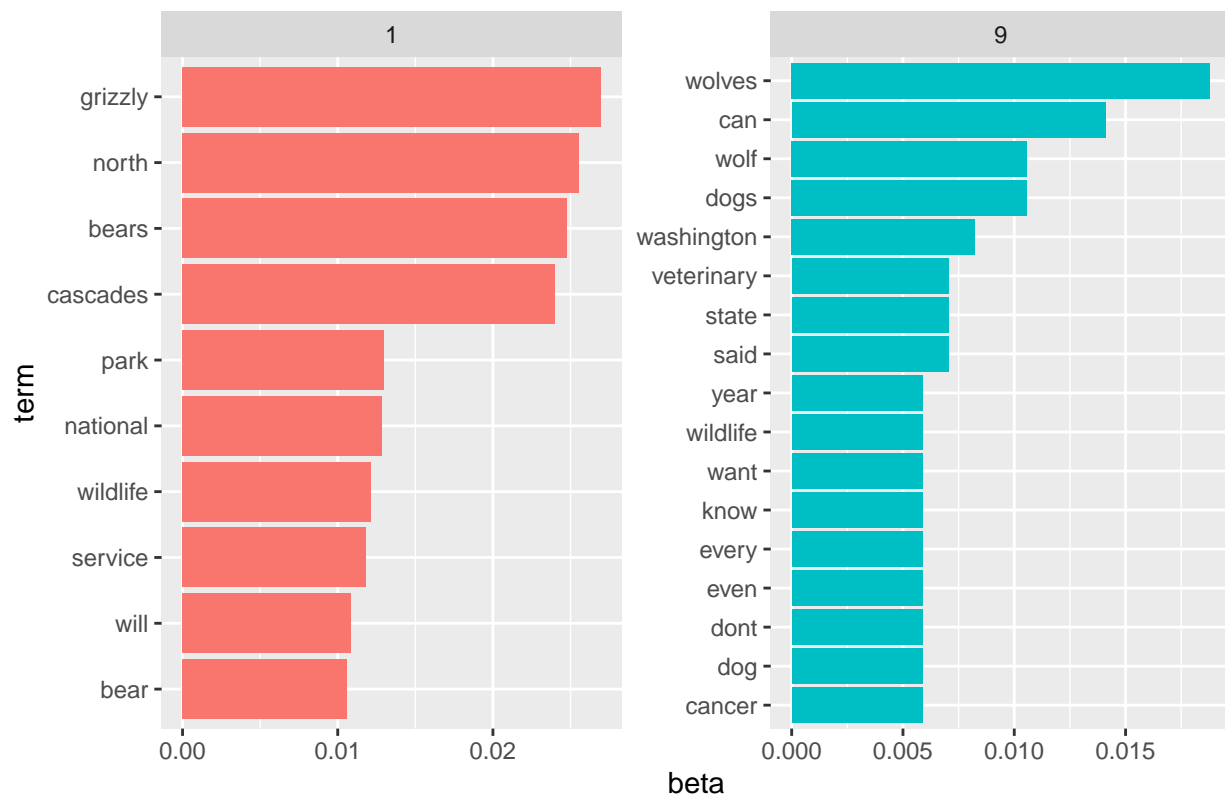 1
grizzly
north
bears
cascades
park
national
wildlife
service
will
bear
0.00
0.01
0.02
9
wolves
can
wolf
dogs
washington
veterinary
state
said
year
wildlife
want
know
every
even
dont
dog
cancer
0.000
0.005
0.010
0.015
term
beta